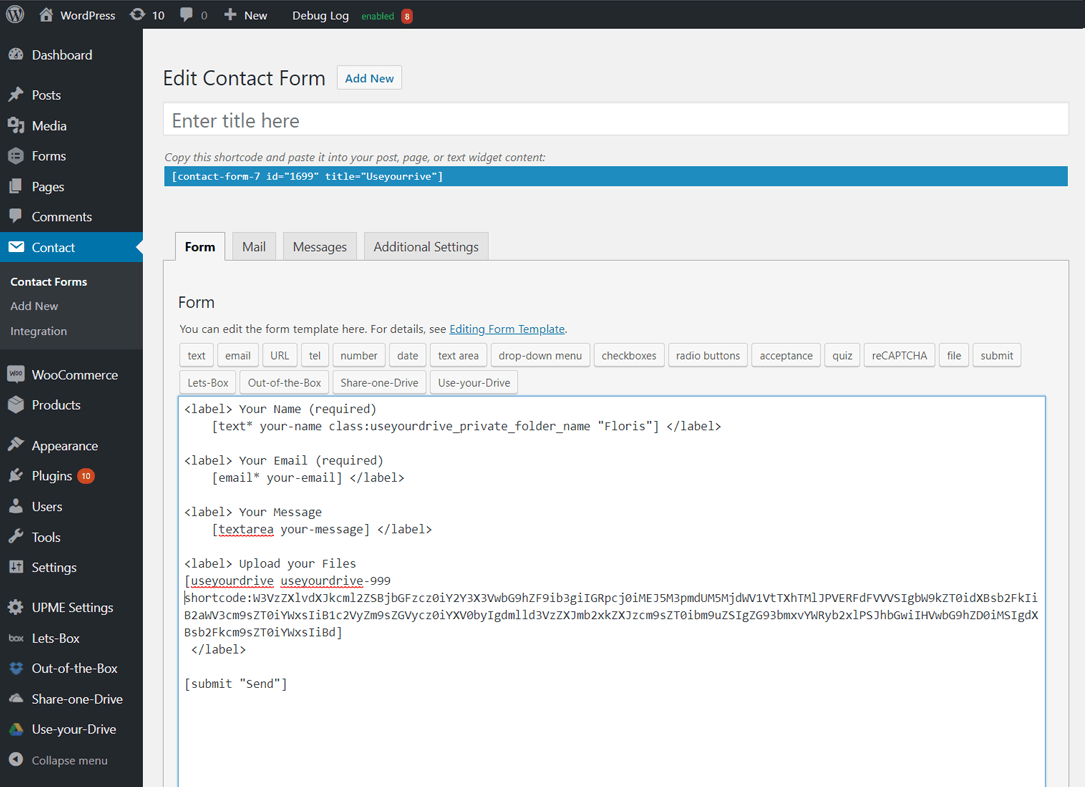 WordPress 10 0 New Debug Log enabled 8
Dashboard
Posts
Media
Forms
Pages
Comments
Contact
Contact Forms
Add New
Integration
WooCommerce
Products
Appearance
Plugins 10
Users
Tools
Settings
UPME Settings
Lets-Box
Out-of-the-Box
Share-one-Drive
Use-your-Drive
Collapse menu
Edit Contact Form Add New
Enter title here
Copy this shortcode and paste it into your post, page, or text widget content:
[contact-form-7 id="1699" title="Useyourrive"]
Form Mail Messages Additional Settings
Form
You can edit the form template here. For details, see Editing Form Template.
text email URL tel number date text area drop-down menu checkboxes radio buttons acceptance quiz reCAPTCHA file submit
Lets-Box Out-of-the-Box Share-one-Drive Use-your-Drive
<label> Your Name (required)
[text* your-name class:useyourdrive_private_folder_name "Floris"] </label>
<label> Your Email (required)
[email* your-email] </label>
<label> Your Message
[textarea your-message] </label>
<label> Upload your Files
[useyourdrive useyourdrive-999
shortcode:W3VzZXlvdXJkcml2ZSBjbGFzcz0iY2Y3X3VwbG9hZF9ib3giIGRpcj0iMEJ5M3pmdUM5MjdWV1VtTXhTMlJPVERFdFVVVSIgbW9kZT0idXBsb2FkIi
B2aWV3cm9sZT0iYWxsIiB1c2VyZm9sZGVycz0iYXV0byIgdmlld3VzZXJmb2xkZXJzcm9sZT0ibm9uZSIgZG93bmxvYWRyb2xlPSJhbGwiIHVwbG9hZD0iMSIgdX
Bsb2Fkcm9sZT0iYWxsIiBd]
</label>
[submit "Send"]